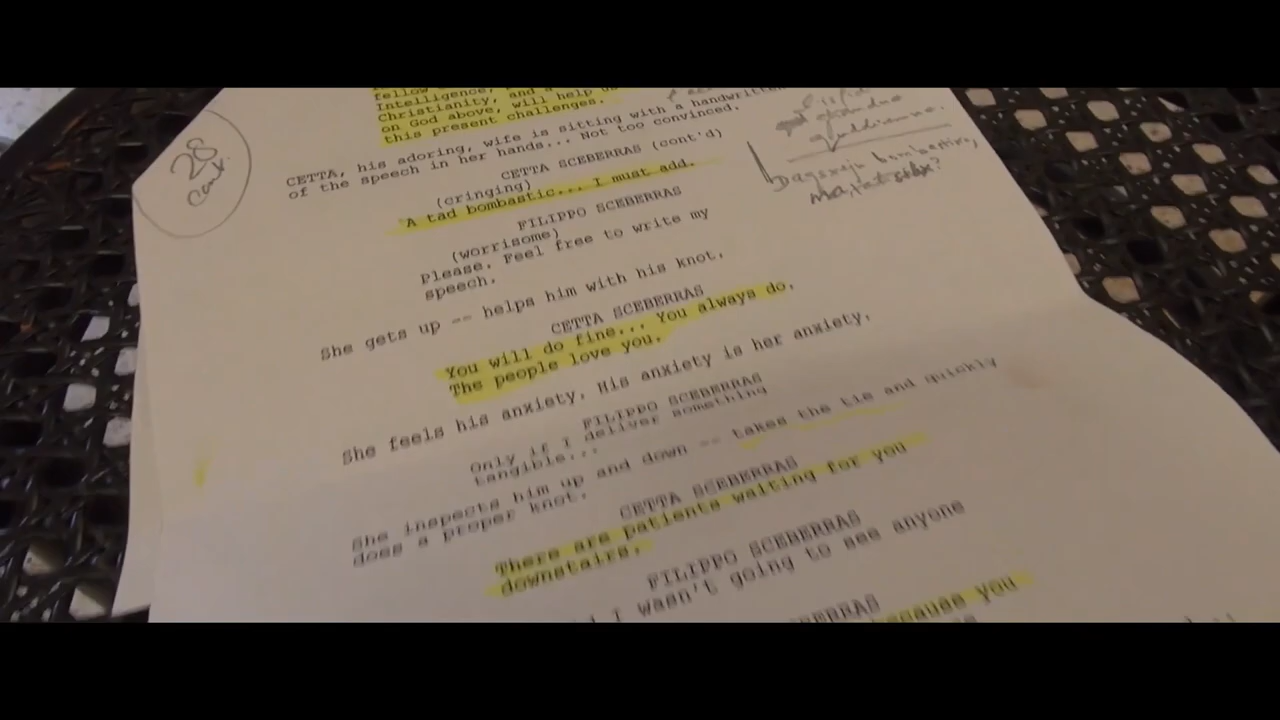 fellow
Intelligence, and a
Christianity, and
on God above, will help us
this present challenges.
CETTA, his adoring, wife is sitting with a handwritten
of the speech in her hands... Not too convinced.
28
cont.
CETTA SCEBERRAS (cont'd)
(cringing)
A tad bombastic... I must add.
FILIPPO SCEBERRAS
(worrisome)
Please. Feel free to write my
speech.
She gets up -- helps him with his knot.
CETTA SCEBERRAS
You will do fine... You always do.
The people love you.
She feels his anxiety. His anxiety is her anxiety.
FILIPPO SCEBERRAS
Only if I deliver something
tangible...
She inspects him up and down -- takes the tie and quickly
does a proper knot.
CETTA SCEBERRAS
There are patients waiting for you
downstairs.
FILIPPO SCEBERRAS
I wasn't going to see anyone
SCEBERRAS
because you